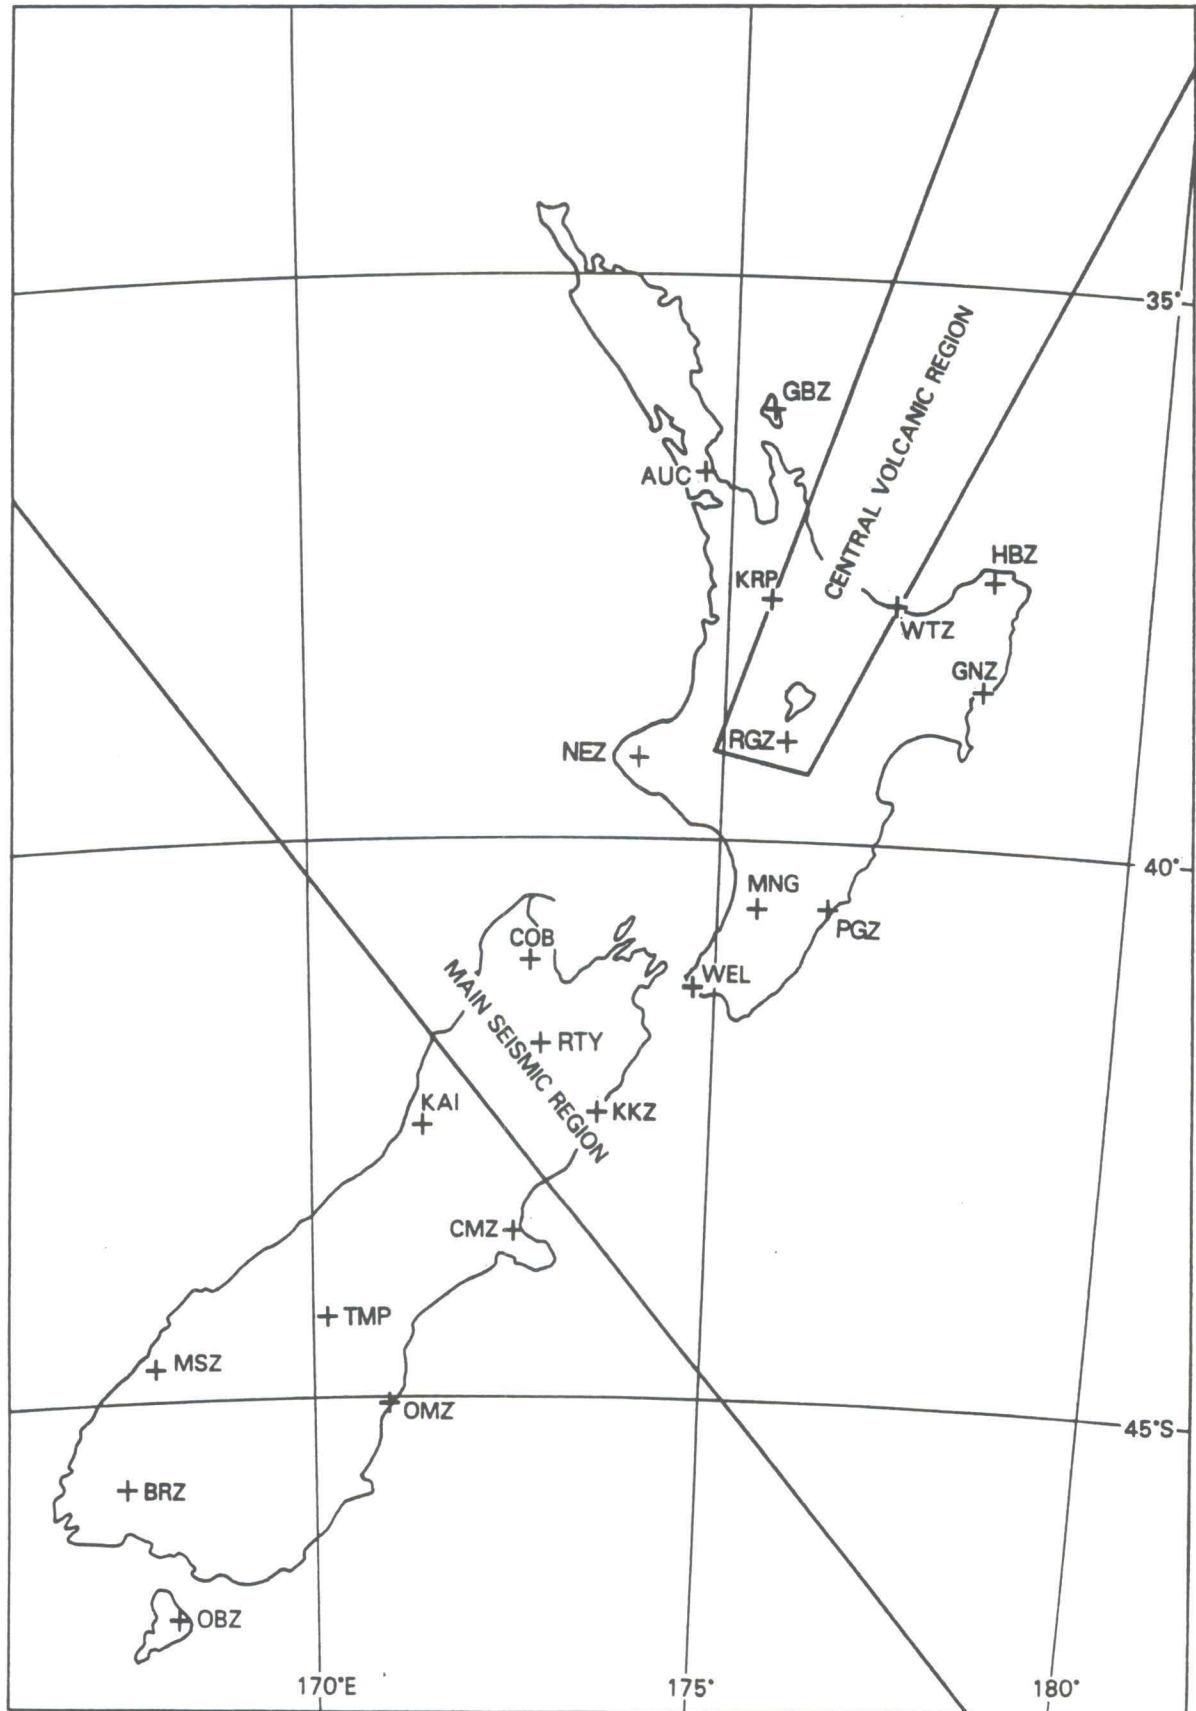 35°
GBZ
CENTRAL VOLCANIC REGION
AUC
HBZ
KRP
WTZ
GNZ
RGZ
NEZ
40°
MNG
PGZ
COB
WEL
MAIN SEISMIC REGION
RTY
KAI
KKZ
CMZ
TMP
MSZ
OMZ
45°S
BRZ
OBZ
170°E
175°
180°